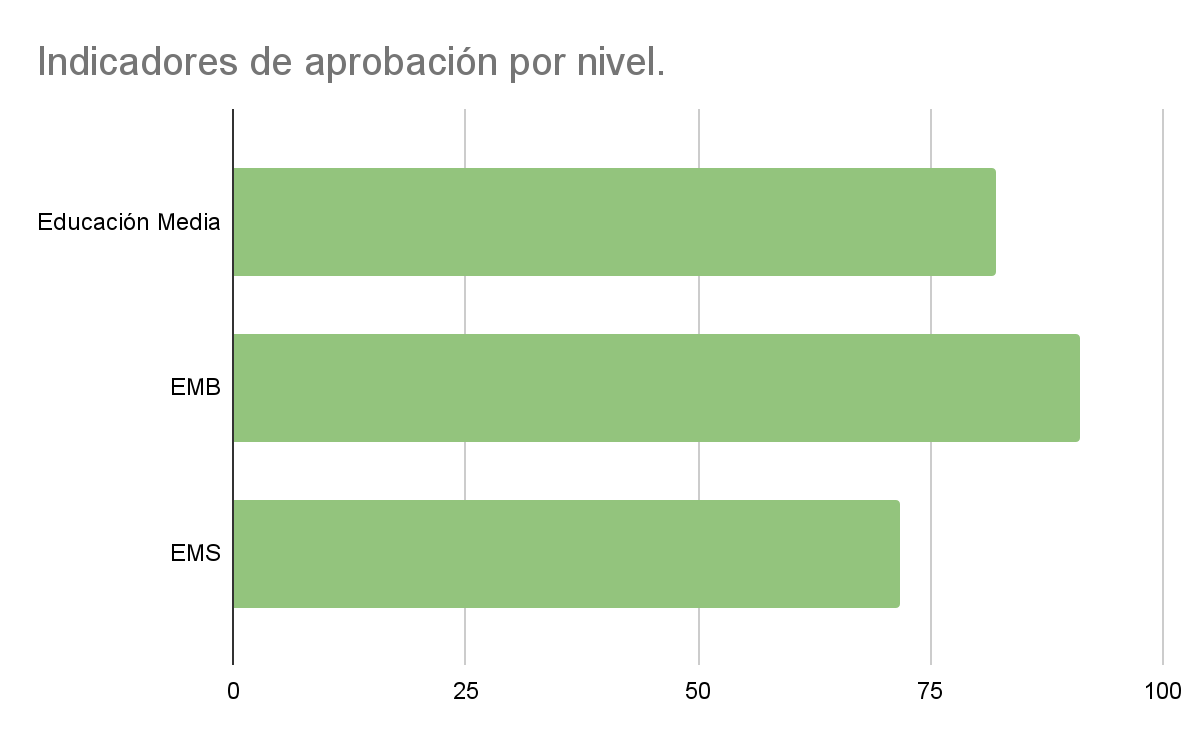 Indicadores de aprobación por nivel.
Educación Media
EMB
EMS
0 25 50 75 100